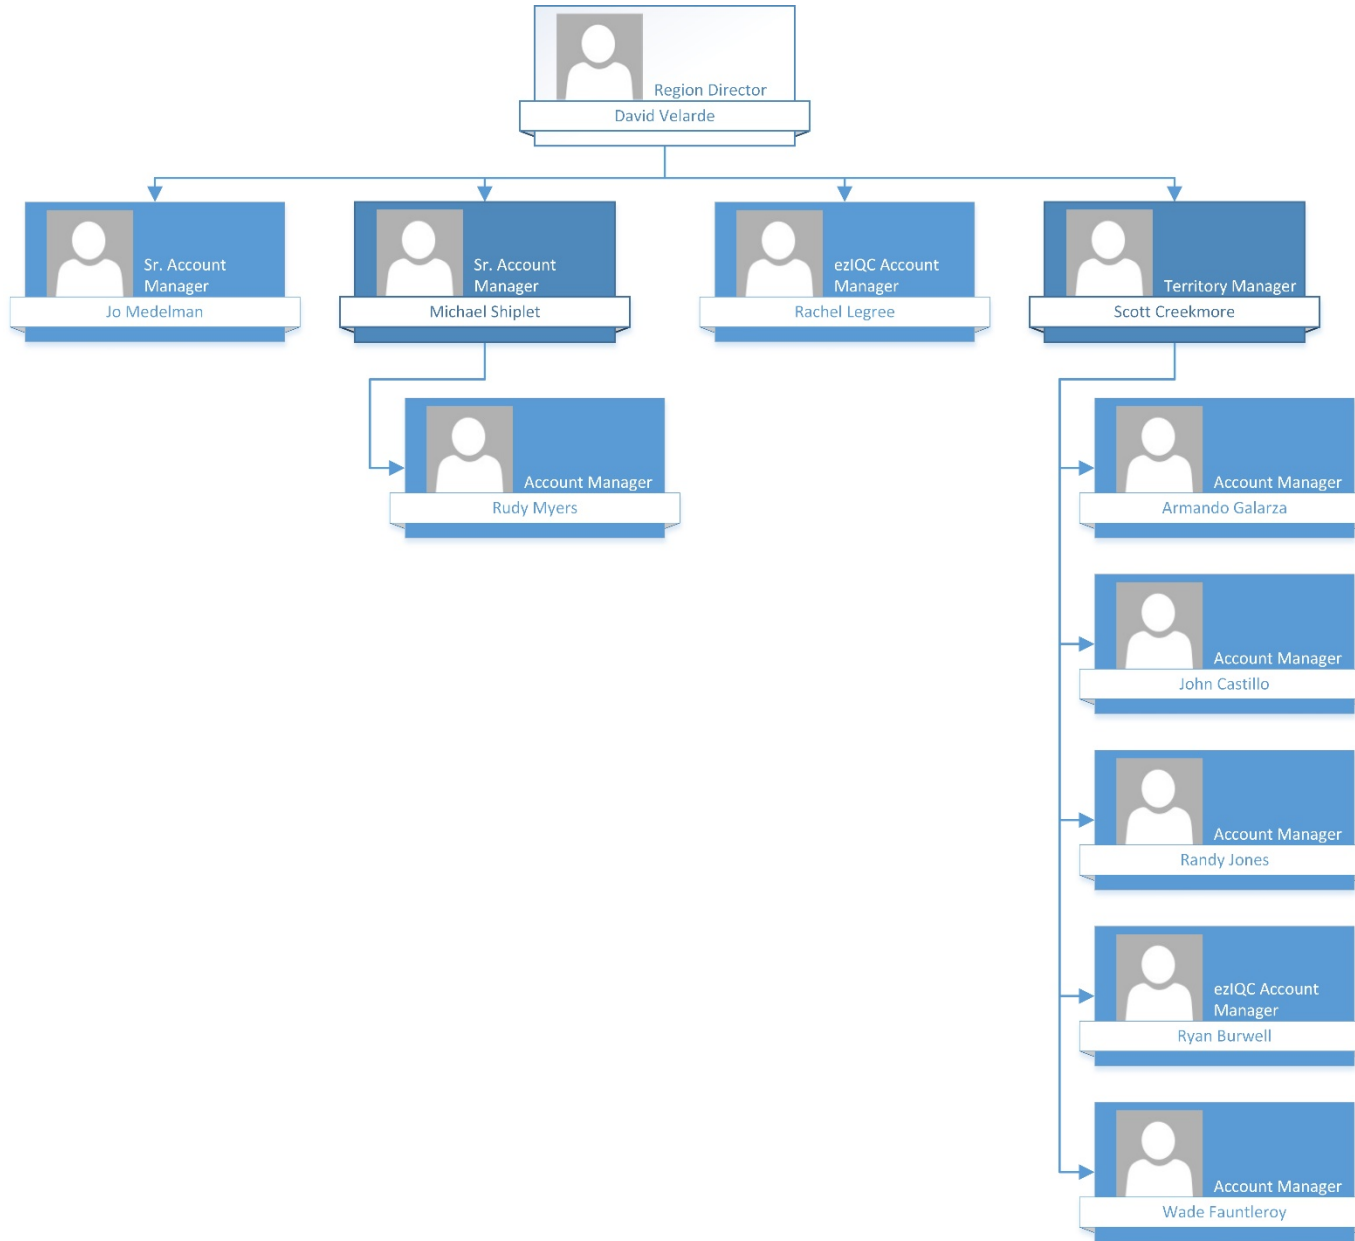 Region Director
David Velarde
Sr. Account
Manager
Jo Medelman
Sr. Account
Manager
Michael Shiplet
ezIQC Account
Manager
Rachel Legree
Territory Manager
Scott Creekmore
Account Manager
Rudy Myers
Account Manager
Armando Galarza
Account Manager
John Castillo
Account Manager
Randy Jones
ezIQC Account
Manager
Ryan Burwell
Account Manager
Wade Fauntleroy